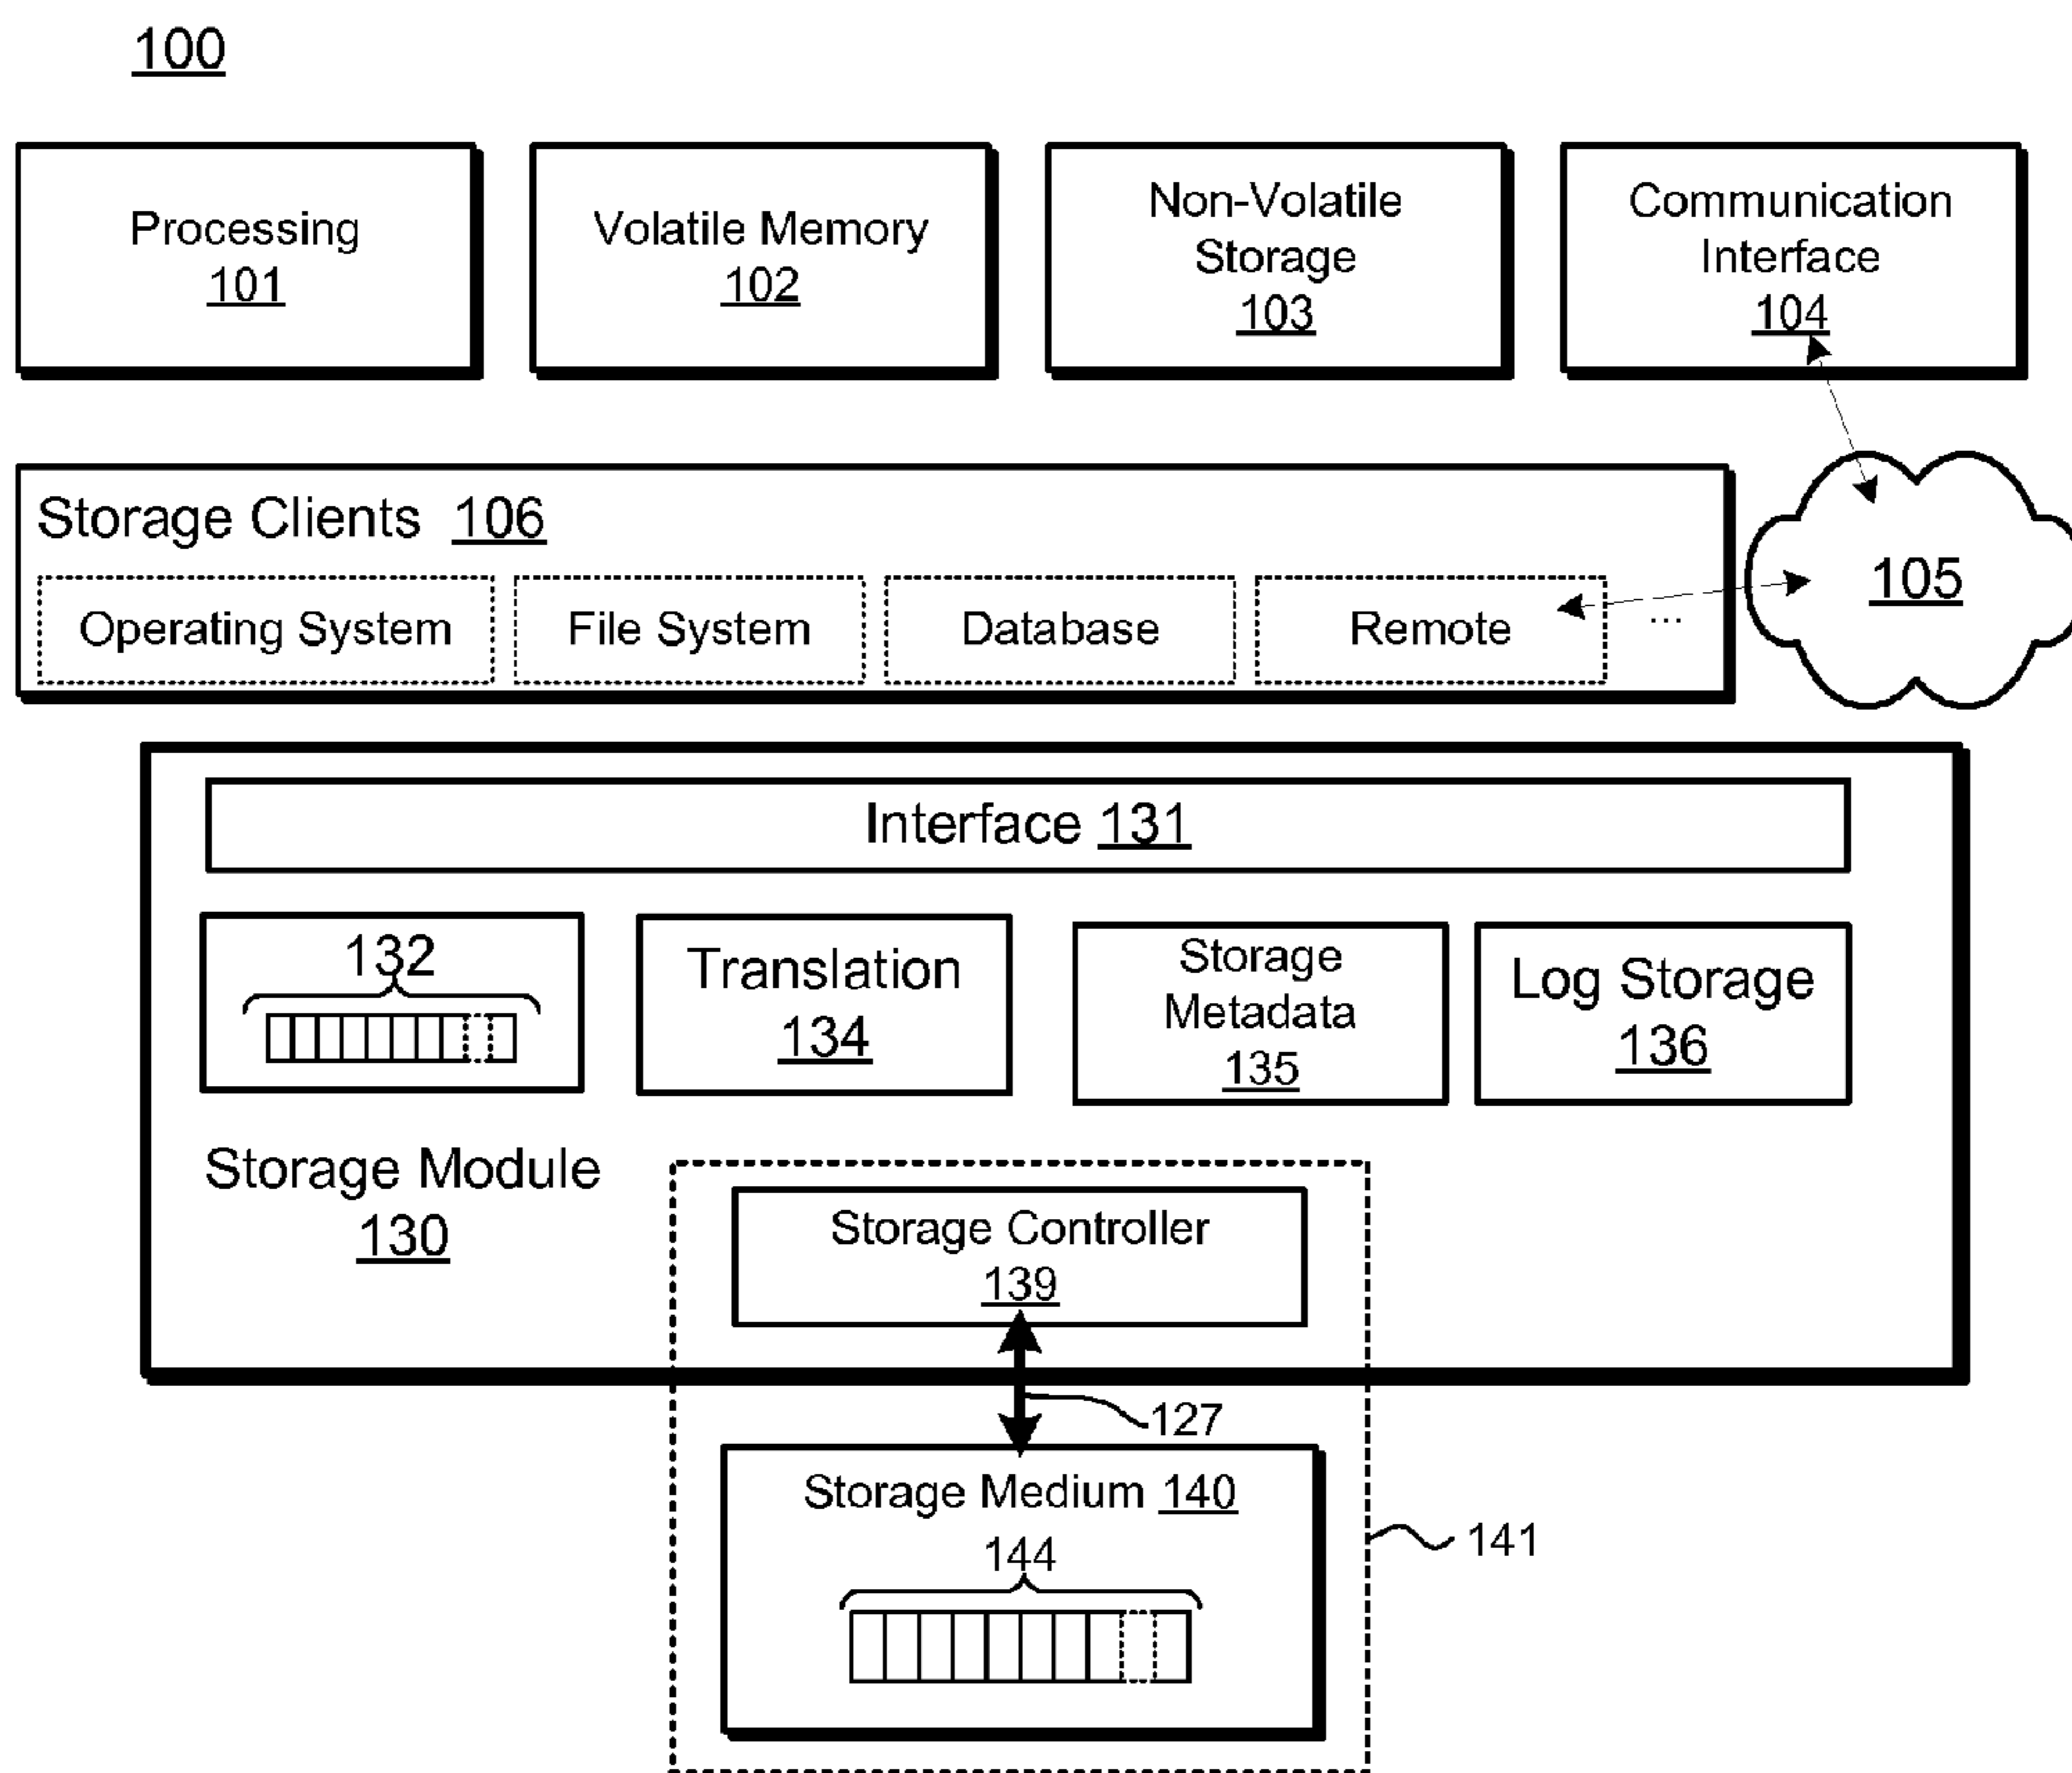 100
Processing
101
Volatile Memory
102
Non-Volatile
Storage
103
Communication
Interface
104
Storage Clients 106
Operating System
File System
Database
Remote
...
105
Interface 131
132
Translation
134
Storage
Metadata
135
Log Storage
136
Storage Module
130
Storage Controller
139
127
Storage Medium 140
144
141